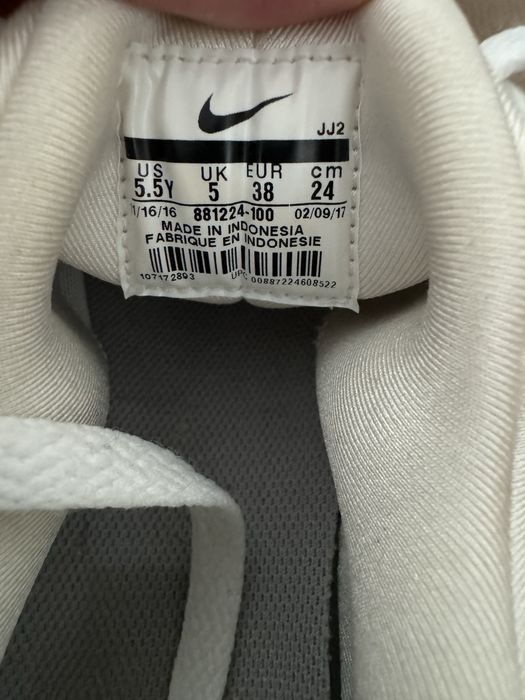 JJ2
US UK EUR cm
5.5Y 5 38 24
1/16/16 881224-100 02/09/17
MADE IN INDONESIA
FABRIQUE EN INDONESIE
107172893 UPC 00887224608522